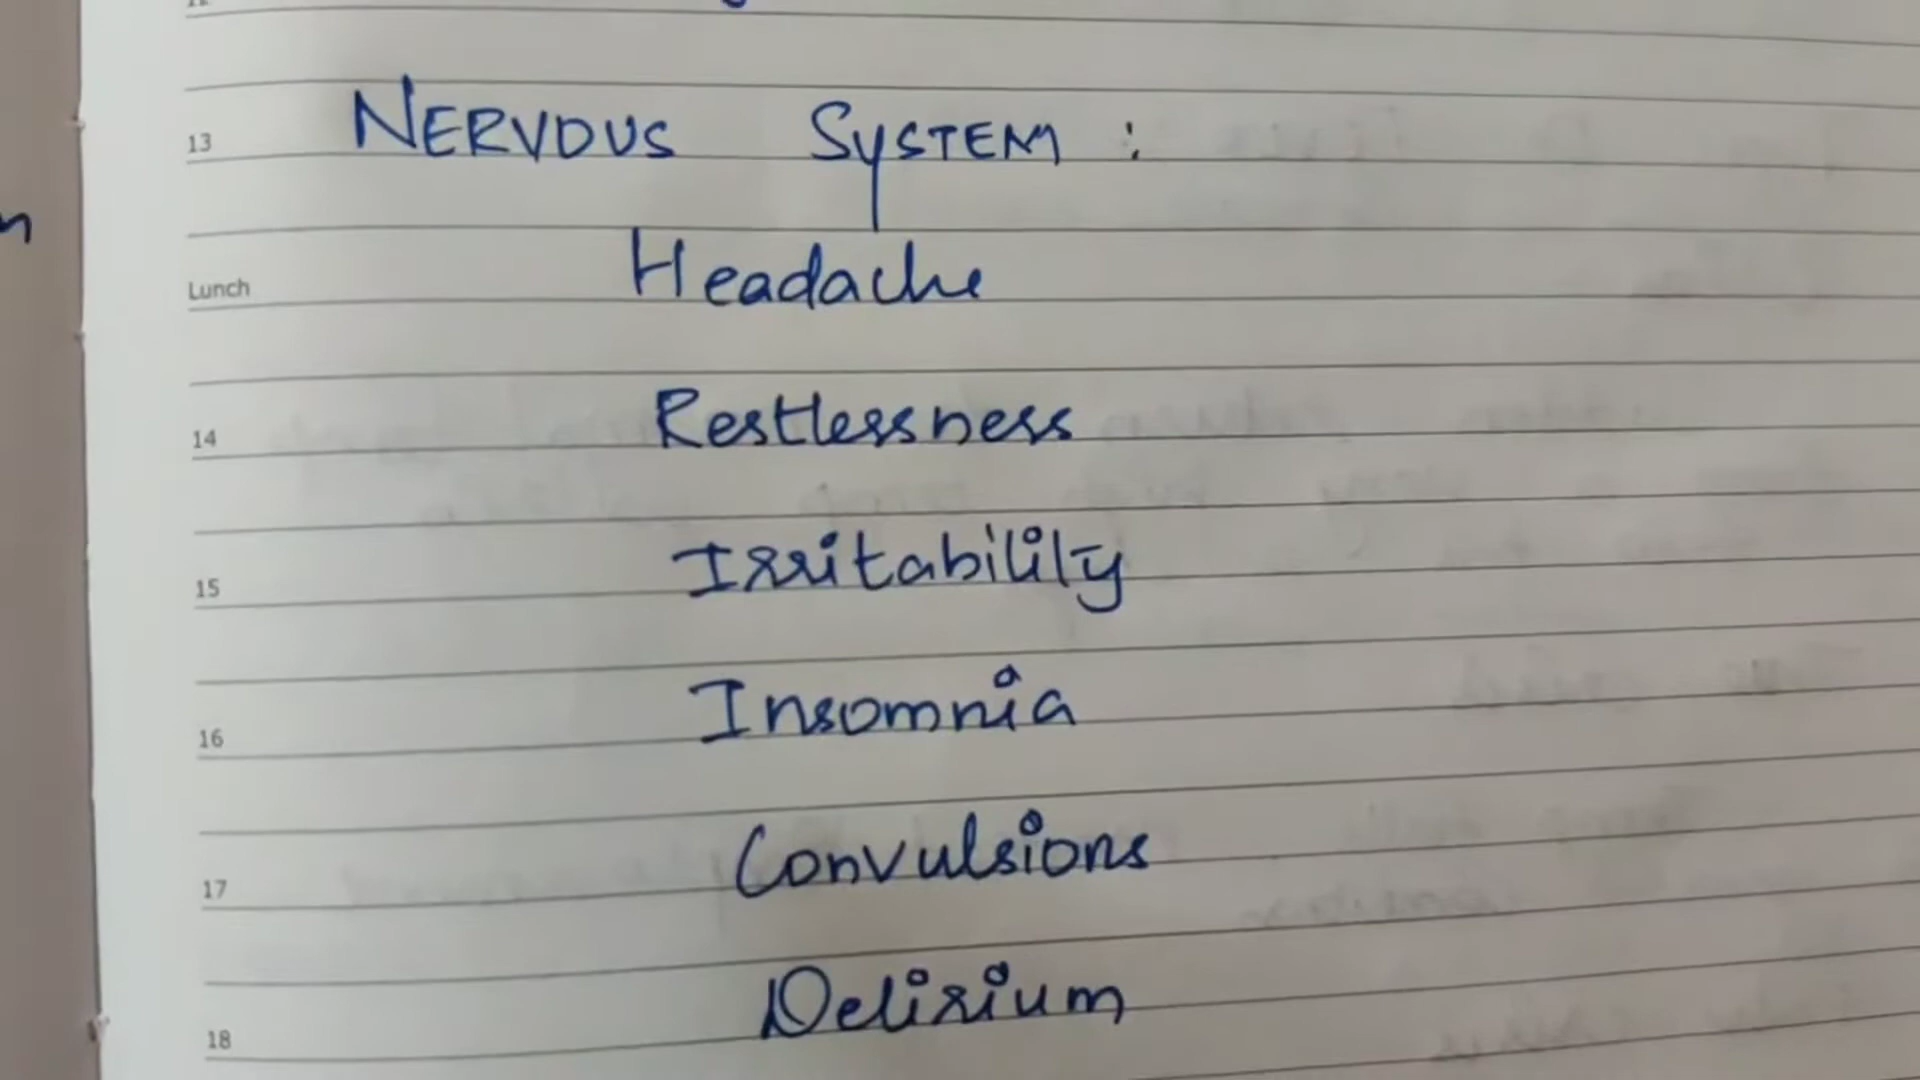 13 NERVOUS SYSTEM :
Lunch Headache
14 Restlessness
15 Irritability
16 Insomnia
17 Convulsions
18 Delirium